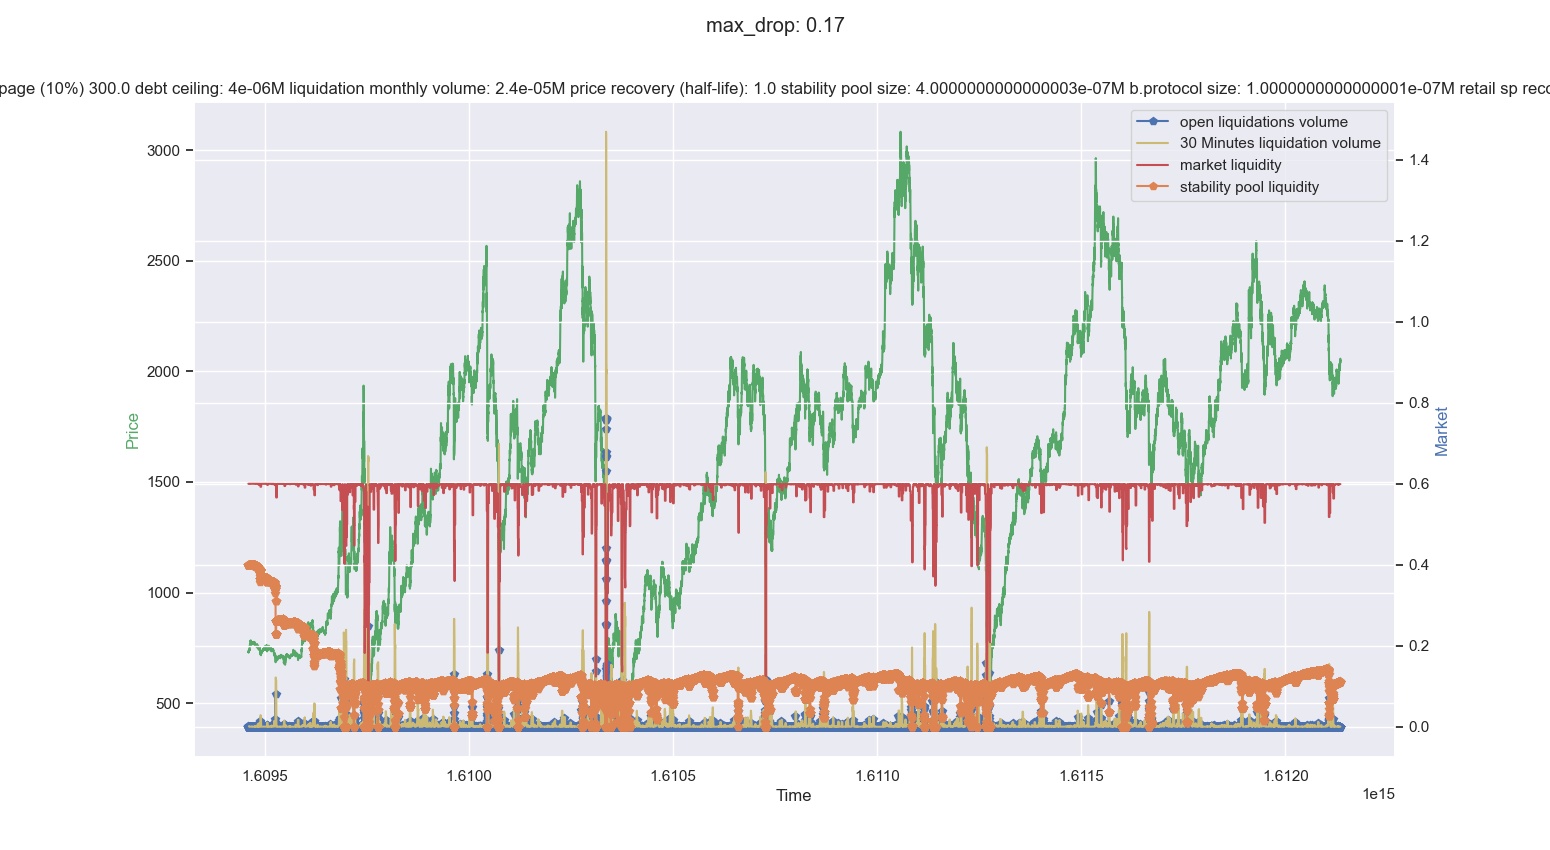 max_drop: 0.17
page (10%) 300.0 debt ceiling: 4e-06M liquidation monthly volume: 2.4e-05M price recovery (half-life): 1.0 stability pool size: 4.0000000000000003e-07M b.protocol size: 1.0000000000000001e-07M retail sp reco
open liquidations volume
30 Minutes liquidation volume
market liquidity
stability pool liquidity
3000
2500
2000
1500
1000
500
Price
1.4
1.2
1.0
0.8
0.6
0.4
0.2
0.0
Market
1.6095 1.6100 1.6105 1.6110 1.6115 1.6120
Time
1e15